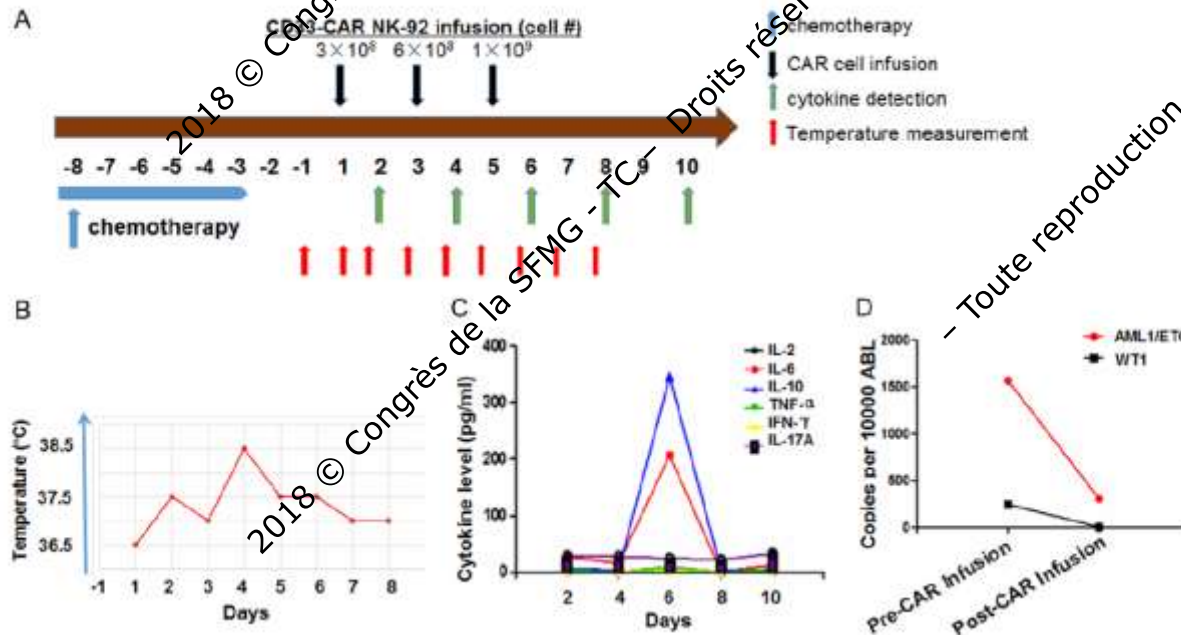 A
CD33-CAR NK-92 infusion (cell #)
3×10⁸ 6×10⁸ 1×10⁹
chemotherapy
CAR cell infusion
cytokine detection
Temperature measurement
-8 -7 -6 -5 -4 -3 -2 -1 1 2 3 4 5 6 7 8 9 10
chemotherapy
B
Temperature (°C)
38.5
37.5
36.5
-1 1 2 3 4 5 6 7 8
Days
C
Cytokine level (pg/ml)
400
300
200
100
0
2 4 6 8 10
Days
IL-2
IL-6
IL-10
TNF-α
IFN-γ
IL-17A
D
Copies per 10000 ABL
2000
1500
1000
500
0
Pre-CAR Infusion
Post-CAR Infusion
AML1/ETO
WT1
2018 © Congrès de la SFMG - TC – Droits réser
– Toute reproduction
2018 © Congr